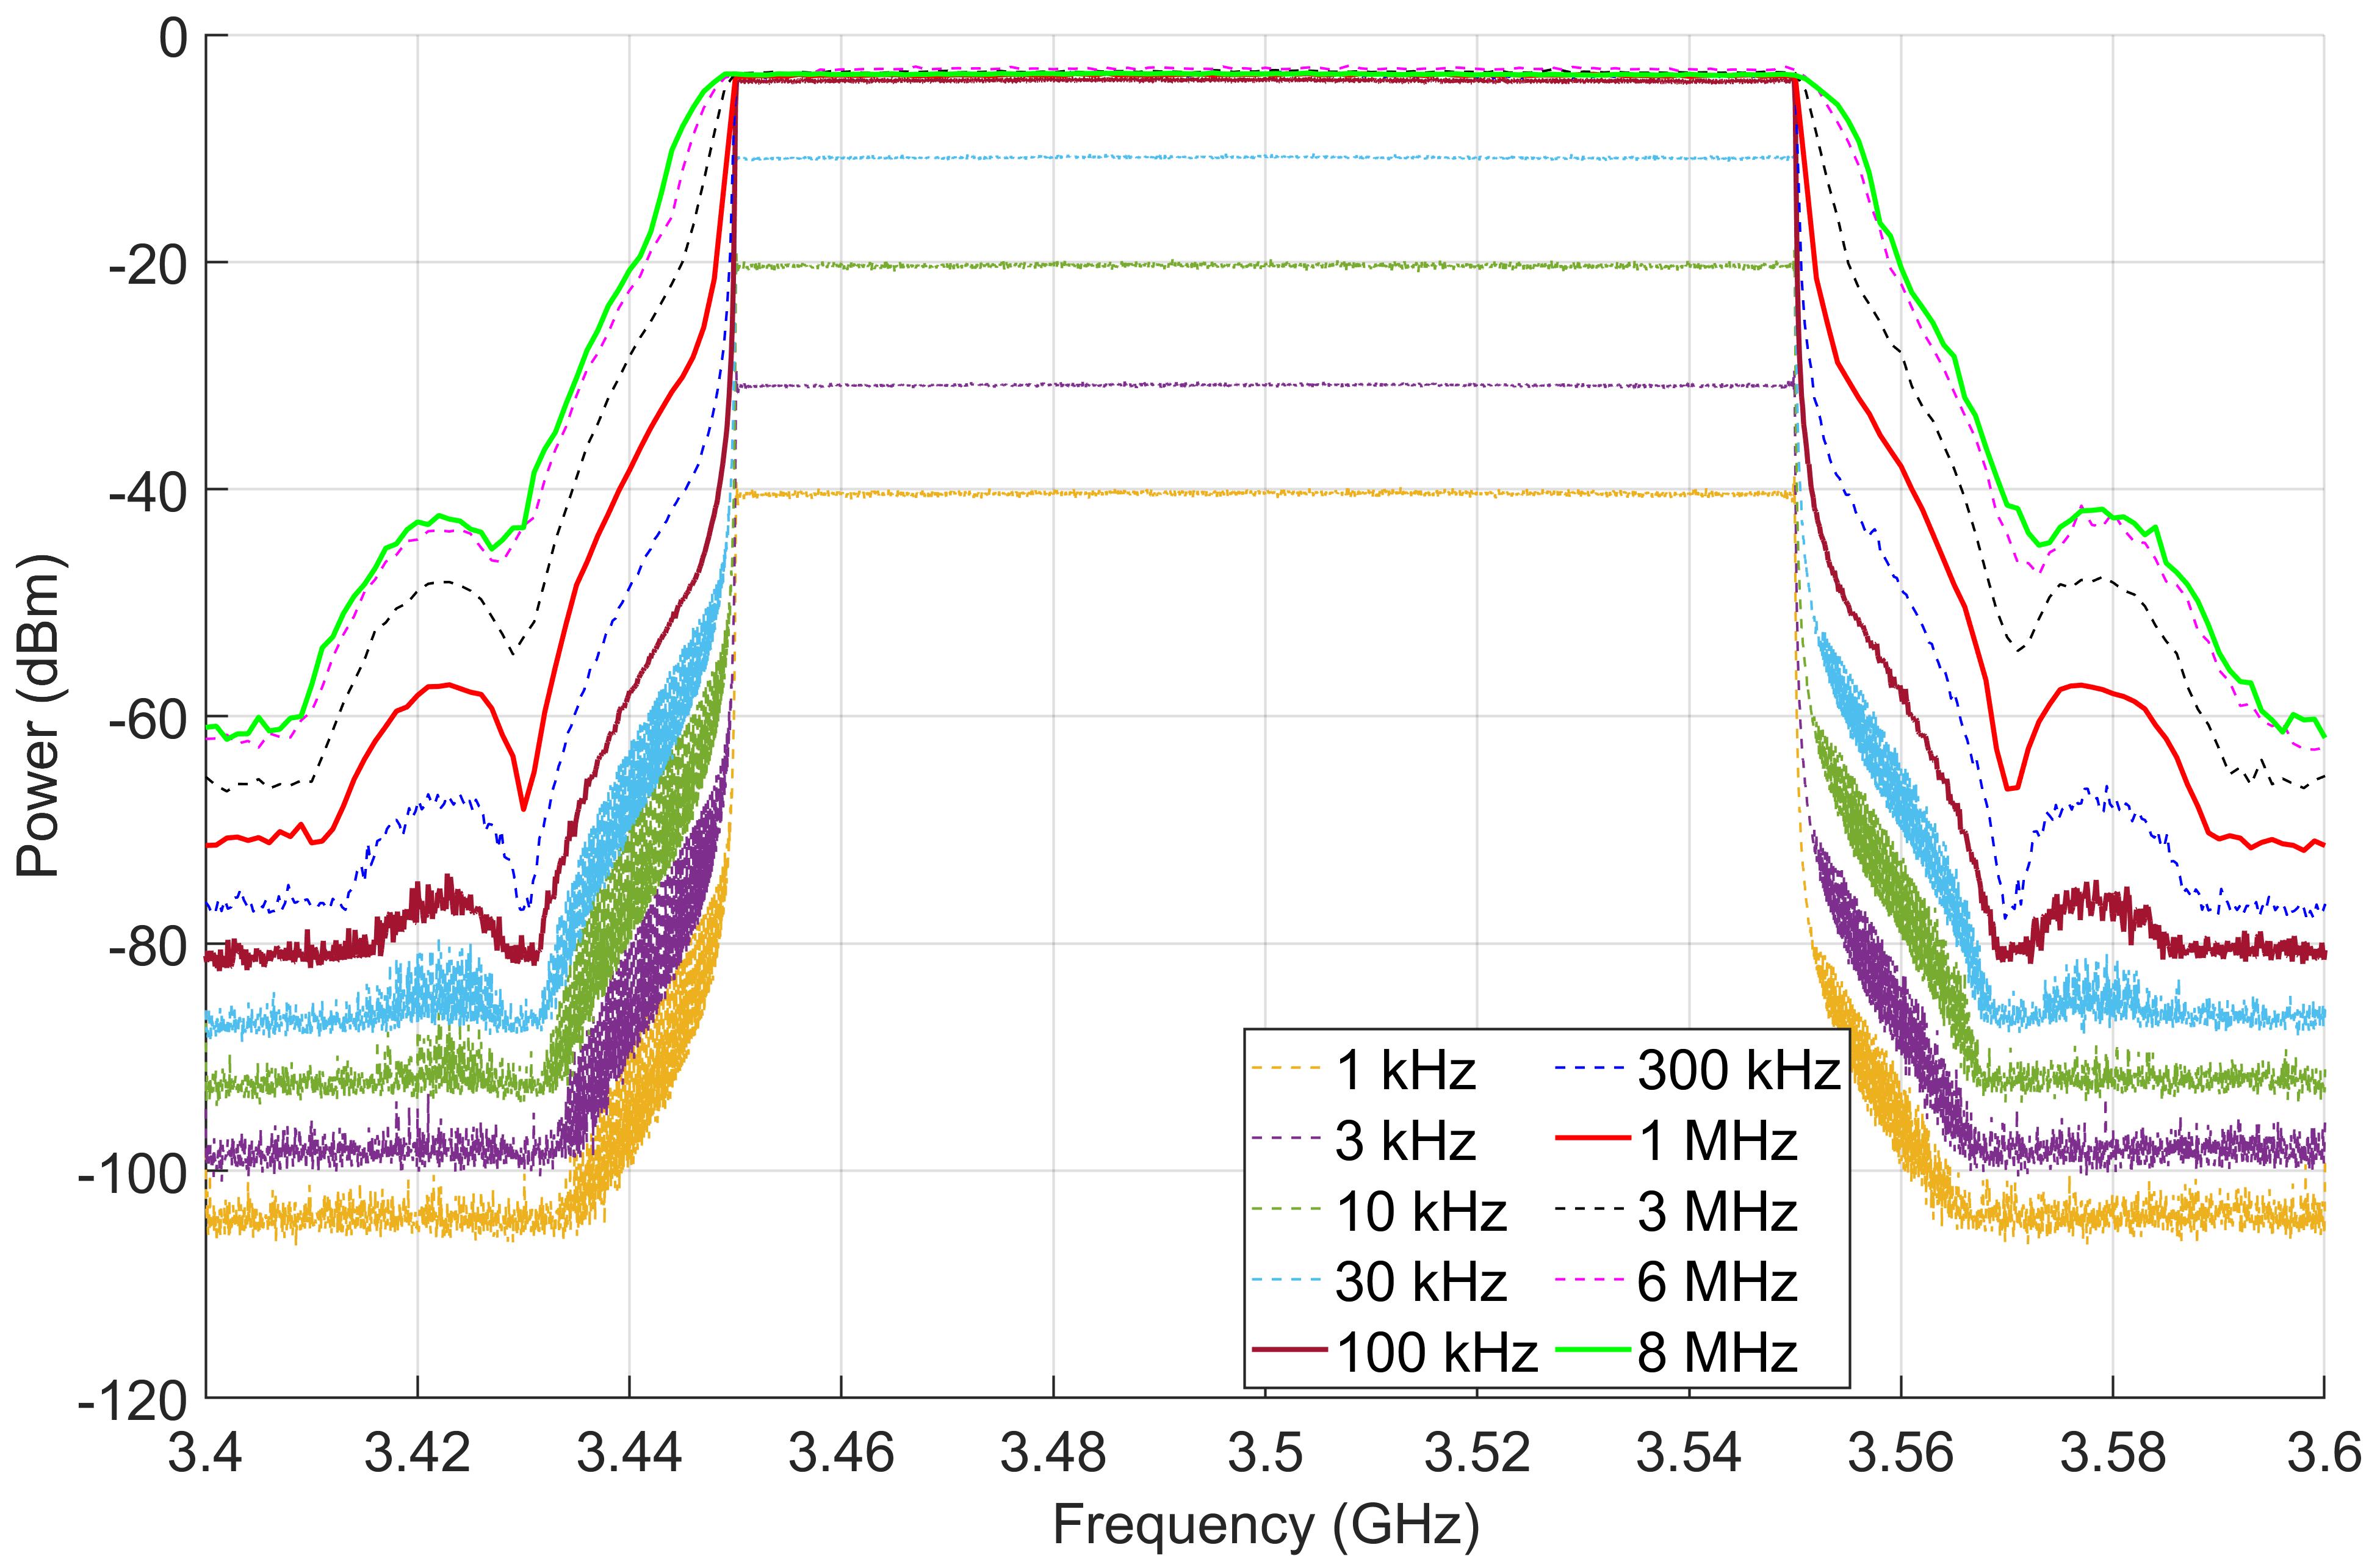 Power (dBm)
0
-20
-40
-60
-80
-100
-120
1 kHz
3 kHz
10 kHz
30 kHz
100 kHz
300 kHz
1 MHz
3 MHz
6 MHz
8 MHz
3.4 3.42 3.44 3.46 3.48 3.5 3.52 3.54 3.56 3.58 3.6
Frequency (GHz)